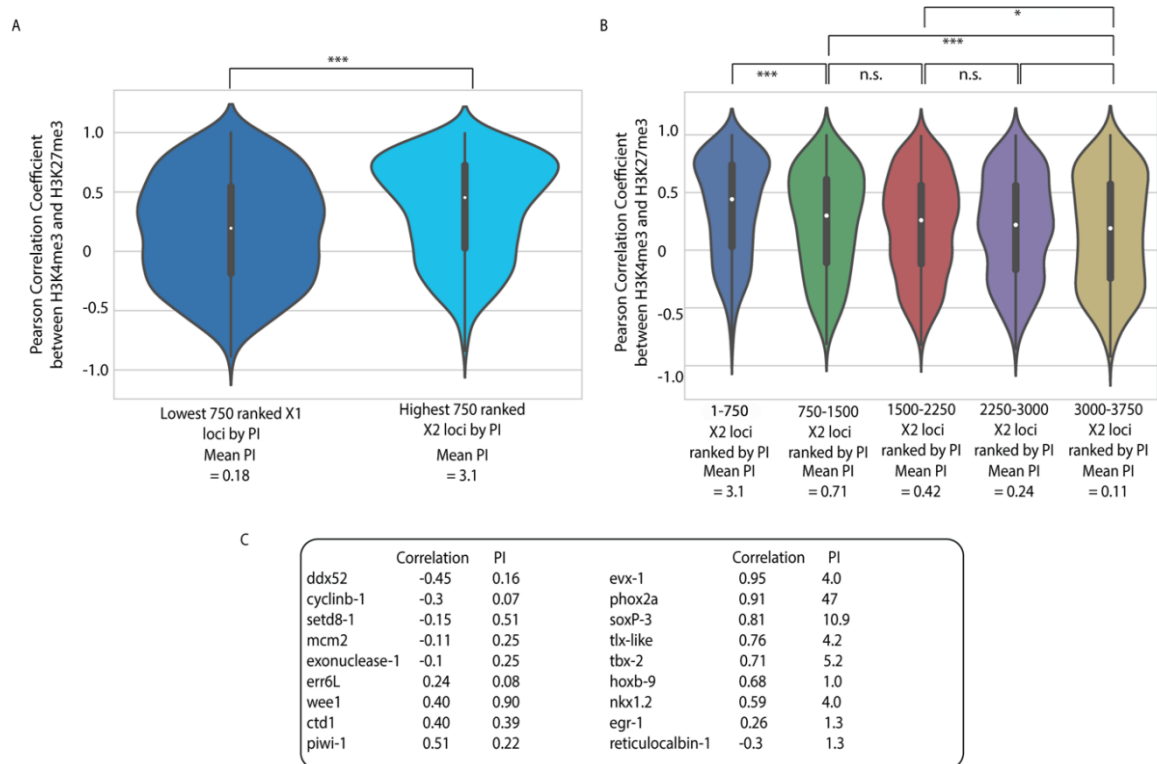 A
***
Pearson Correlation Coefficient
between H3K4me3 and H3K27me3
1.0
0.5
0
-0.5
-1.0
Lowest 750 ranked X1
loci by PI
Mean PI
= 0.18
Highest 750 ranked
X2 loci by PI
Mean PI
= 3.1
B
*
***
*** n.s. n.s.
Pearson Correlation Coefficient
between H3K4me3 and H3K27me3
1.0
0.5
0
-0.5
-1.0
1-750
X2 loci
ranked by PI
Mean PI
= 3.1
750-1500
X2 loci
ranked by PI
Mean PI
= 0.71
1500-2250
X2 loci
ranked by PI
Mean PI
= 0.42
2250-3000
X2 loci
ranked by PI
Mean PI
= 0.24
3000-3750
X2 loci
ranked by PI
Mean PI
= 0.11
C
Correlation PI Correlation PI
ddx52 -0.45 0.16 evx-1 0.95 4.0
cyclinb-1 -0.3 0.07 phox2a 0.91 47
setd8-1 -0.15 0.51 soxP-3 0.81 10.9
mcm2 -0.11 0.25 tlx-like 0.76 4.2
exonuclease-1 -0.1 0.25 tbx-2 0.71 5.2
err6L 0.24 0.08 hoxb-9 0.68 1.0
wee1 0.40 0.90 nkx1.2 0.59 4.0
ctd1 0.40 0.39 egr-1 0.26 1.3
piwi-1 0.51 0.22 reticulocalbin-1 -0.3 1.3